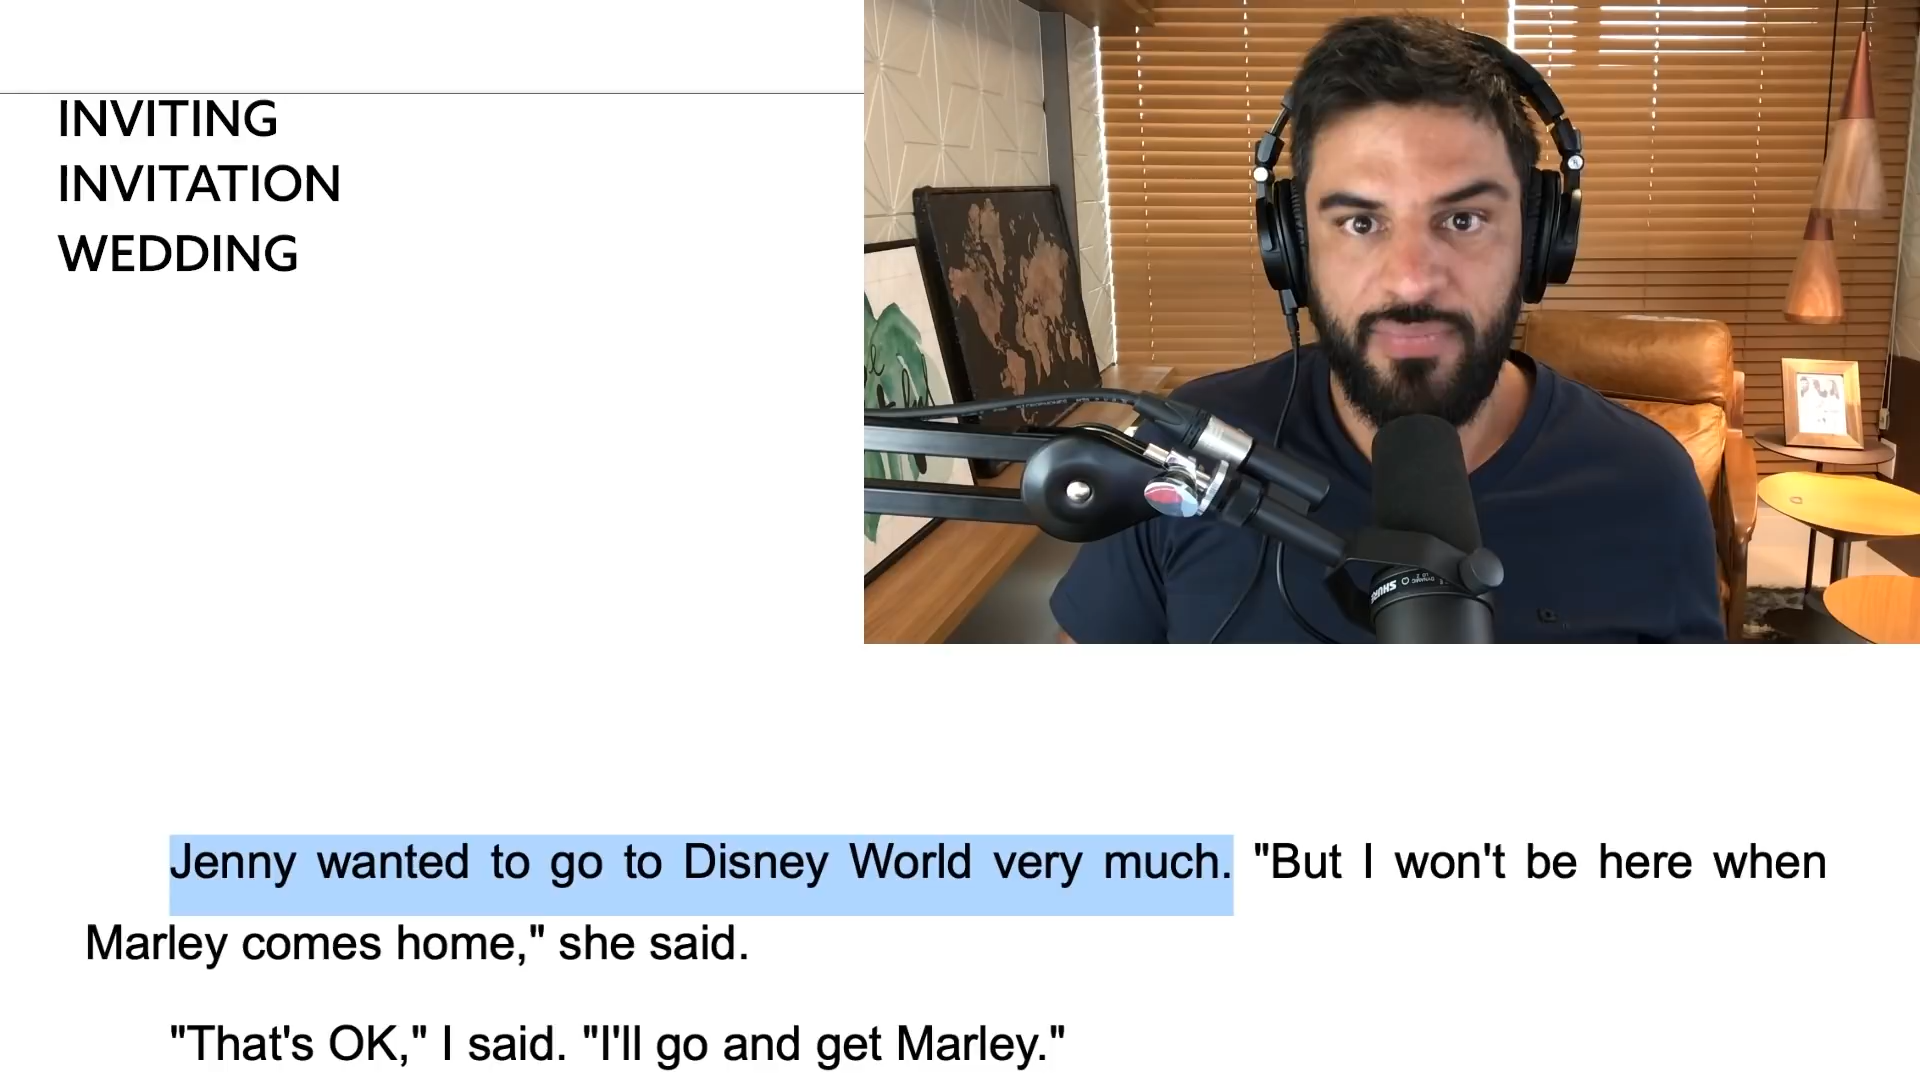 INVITING
INVITATION
WEDDING
SHURE
Jenny wanted to go to Disney World very much. "But I won't be here when
Marley comes home," she said.
"That's OK," I said. "I'll go and get Marley."